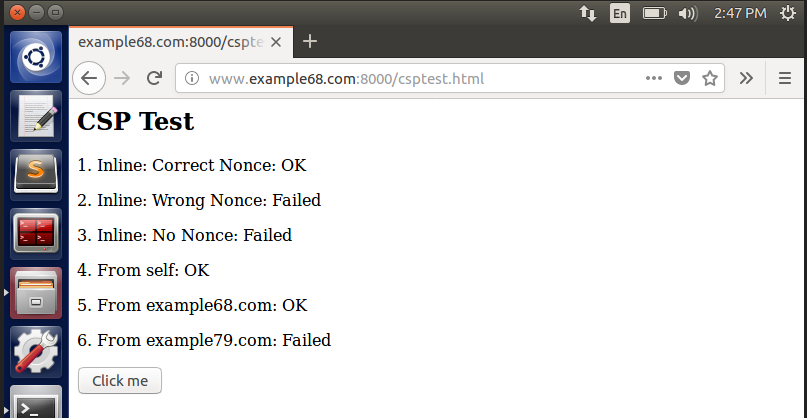 En 2:47 PM
example68.com:8000/cspte
www.example68.com:8000/csptest.html
CSP Test
1. Inline: Correct Nonce: OK
2. Inline: Wrong Nonce: Failed
3. Inline: No Nonce: Failed
4. From self: OK
5. From example68.com: OK
6. From example79.com: Failed
Click me